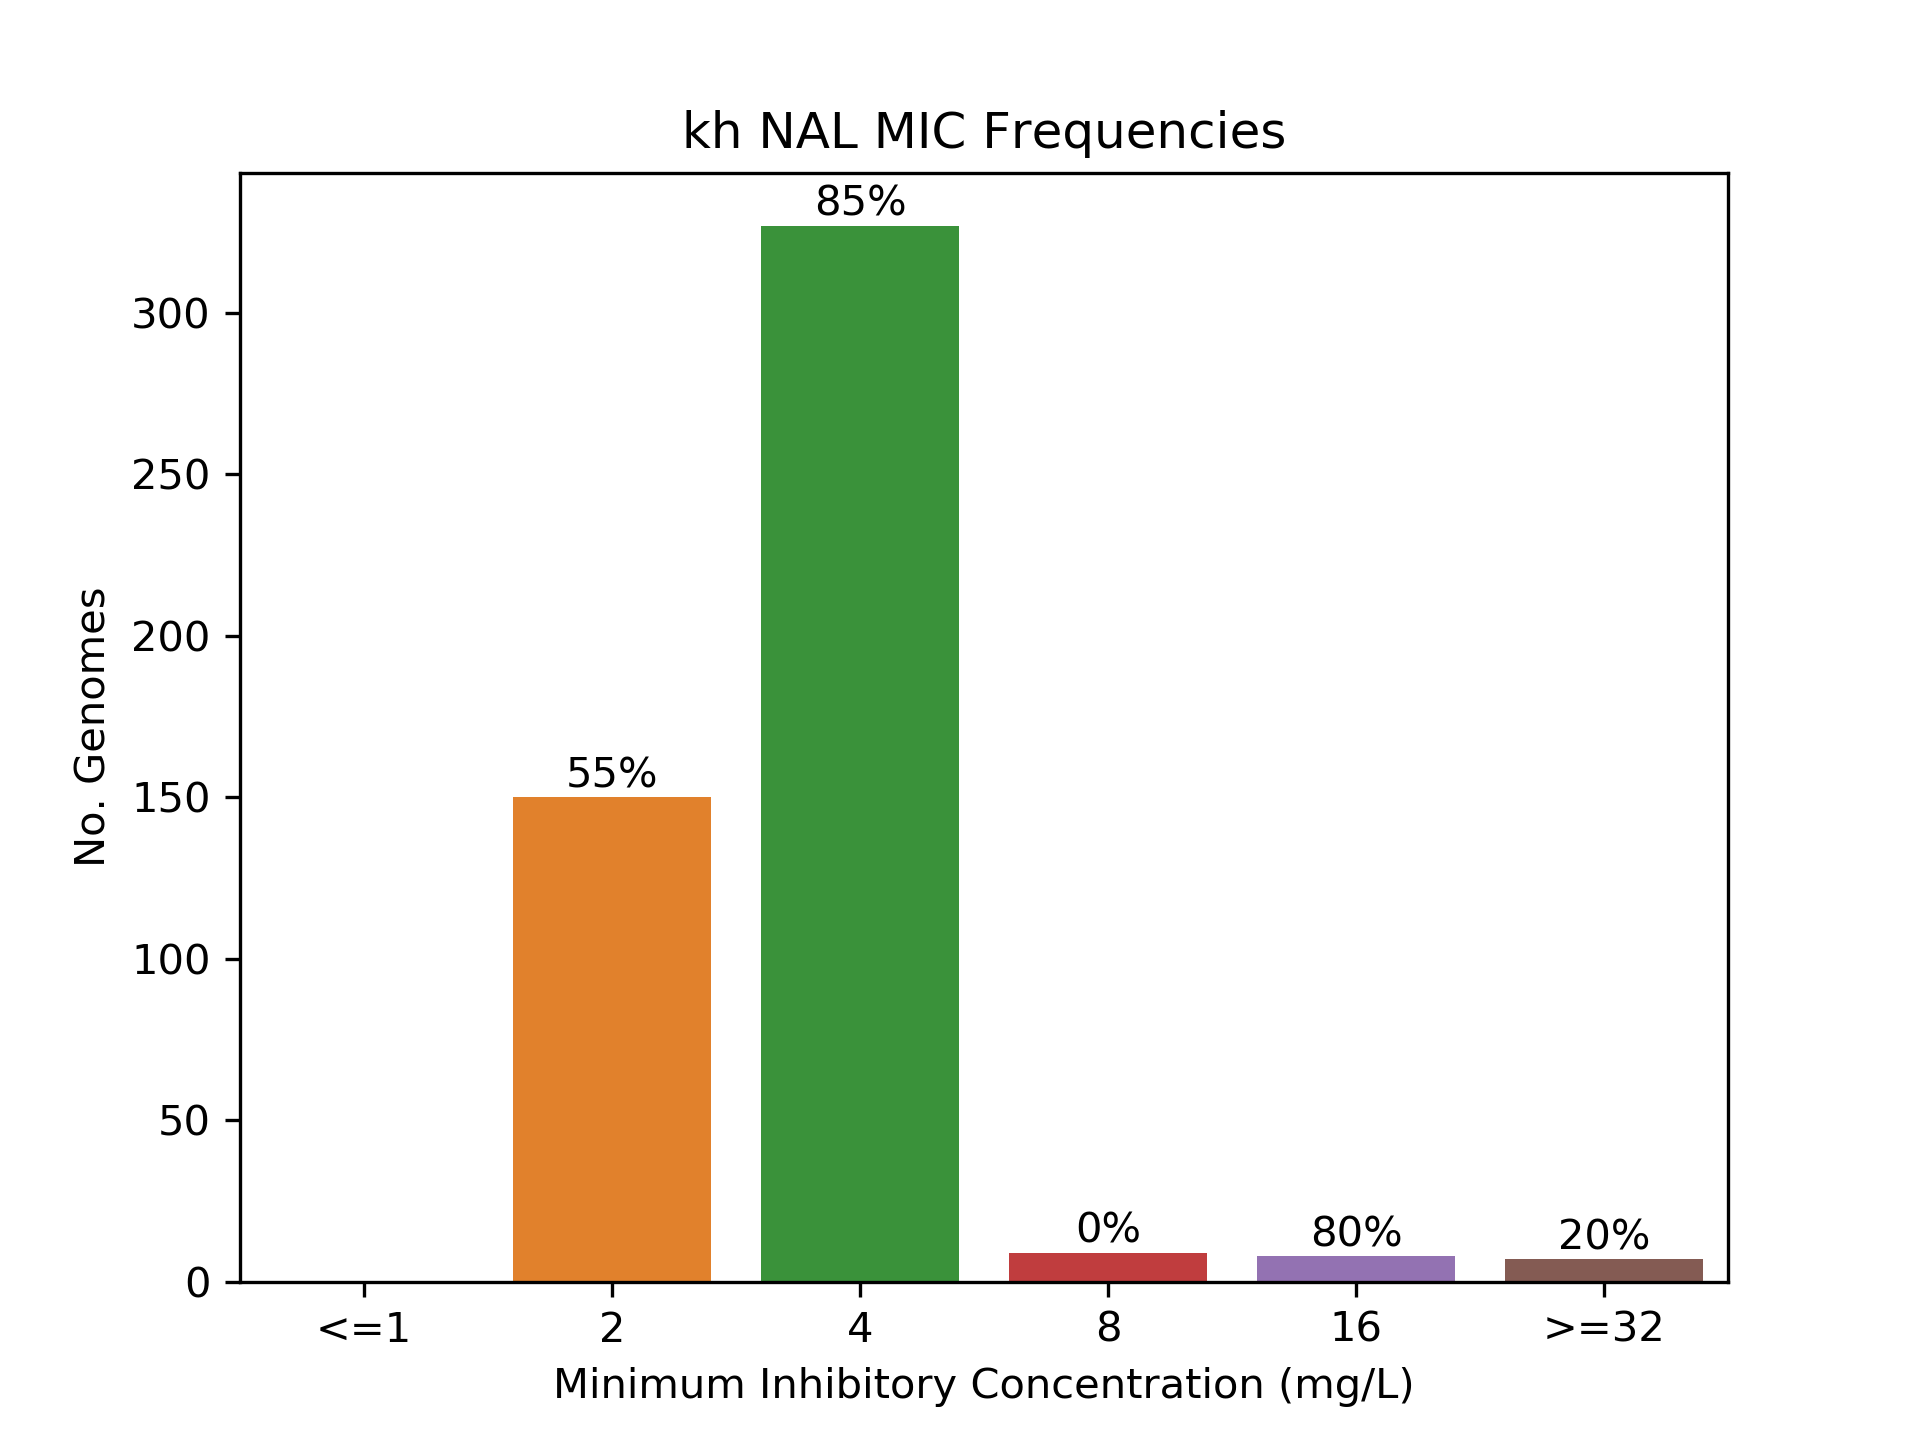 kh NAL MIC Frequencies
85%
300
250
200
55%
150
100
50
0% 80% 20%
0
<=1 2 4 8 16 >=32
No. Genomes
Minimum Inhibitory Concentration (mg/L)